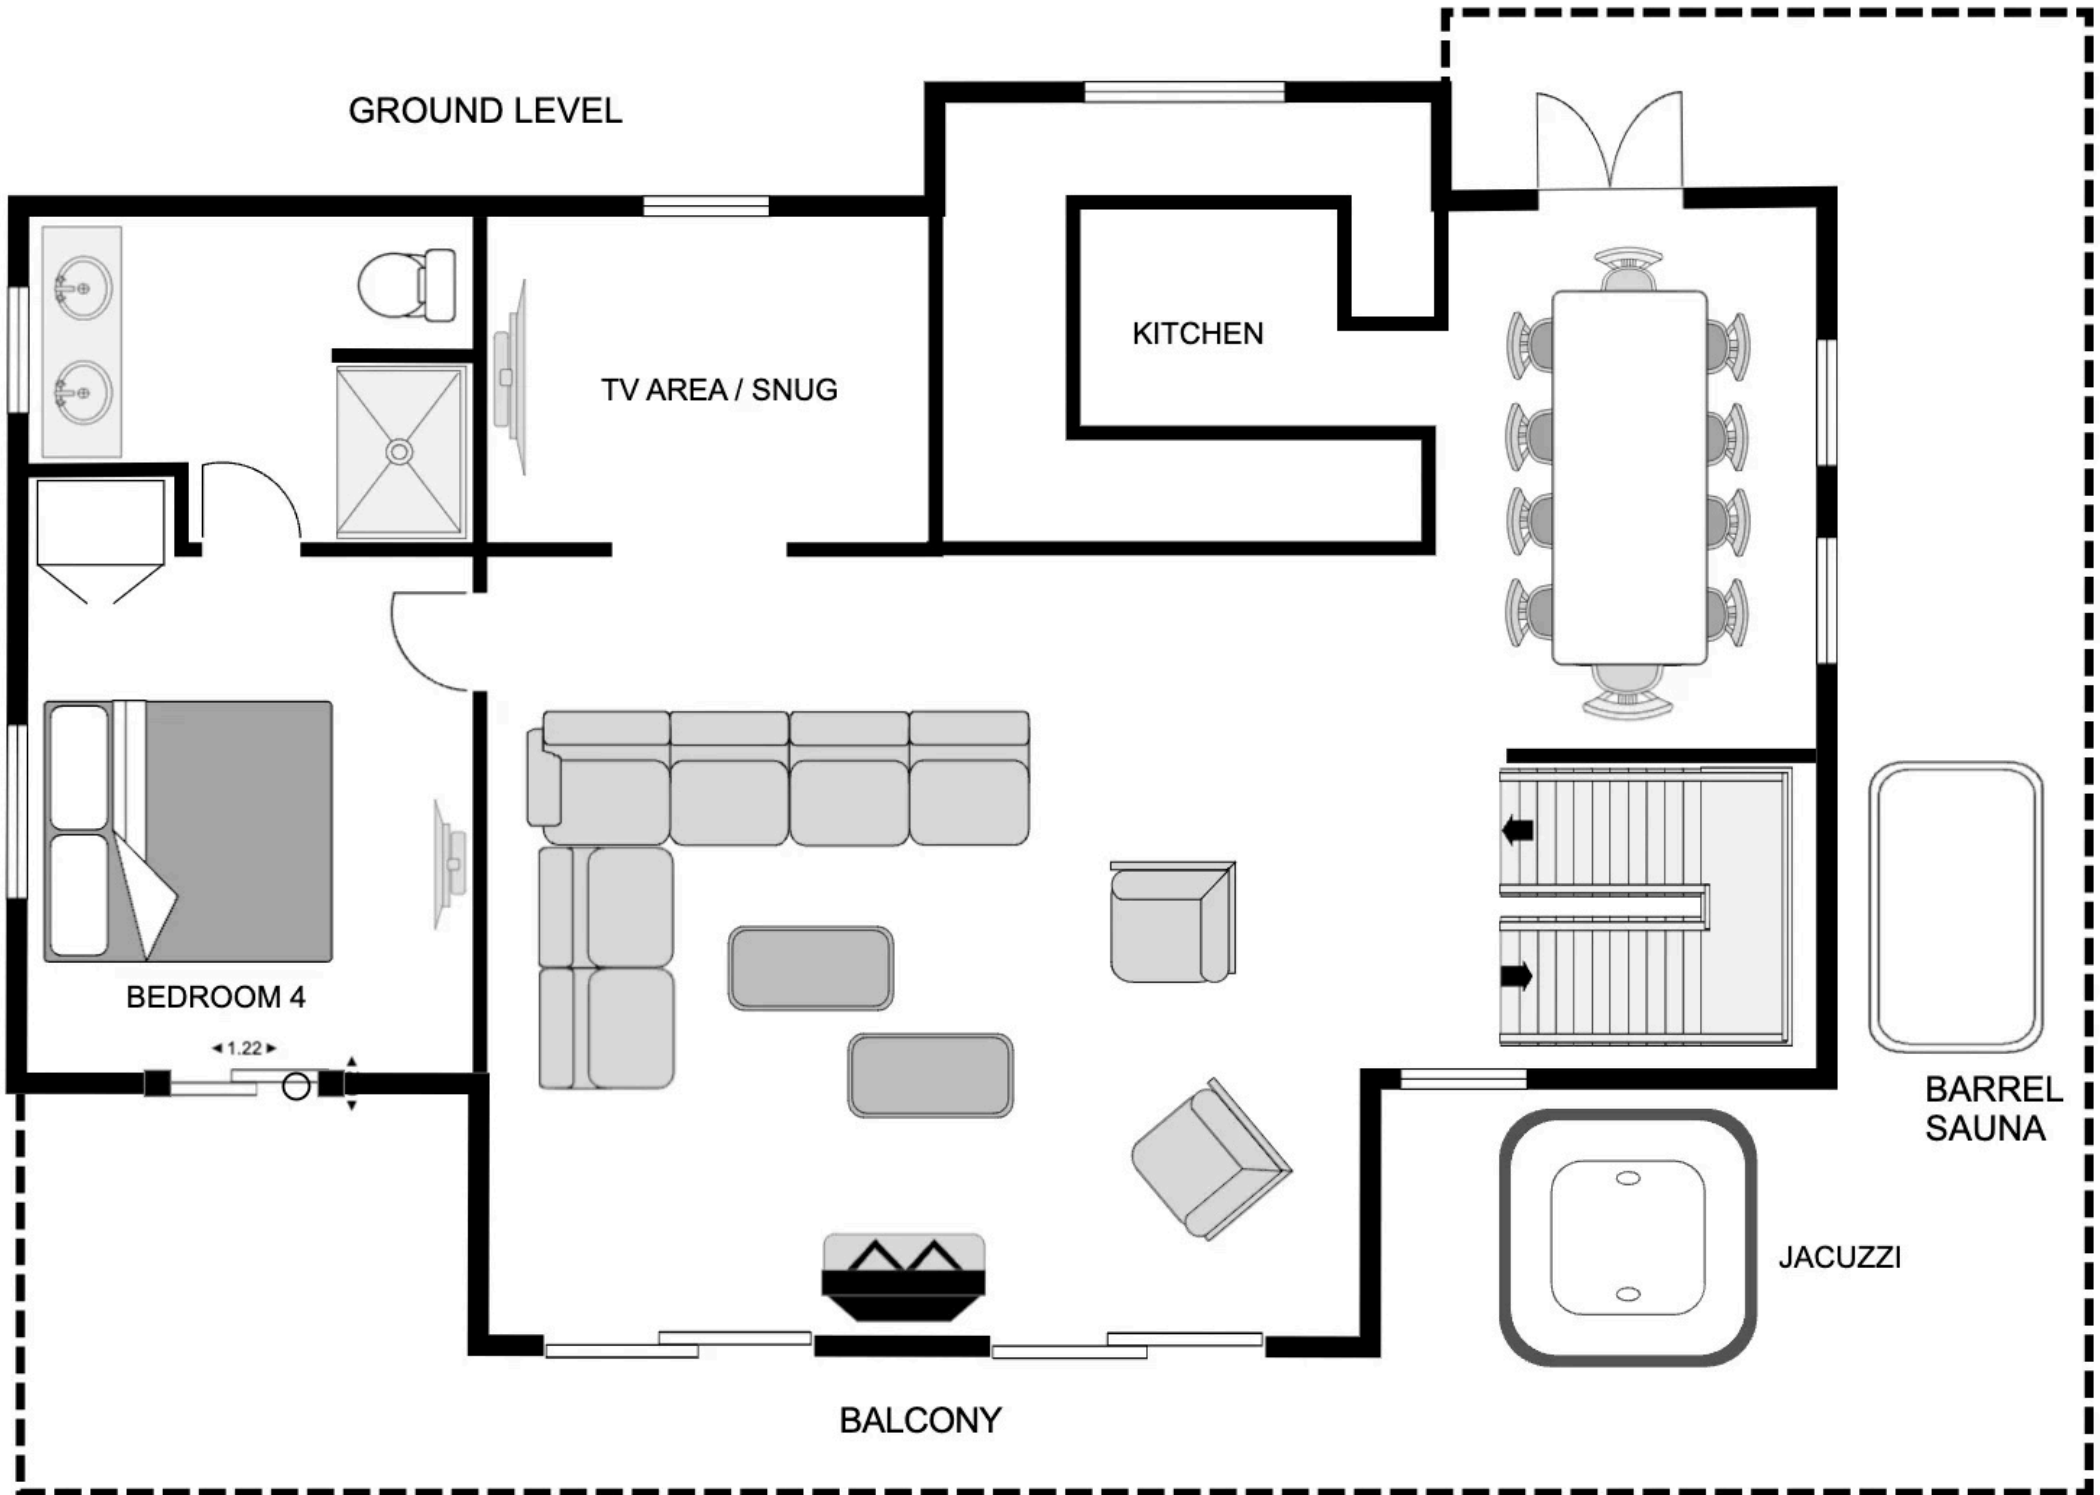 GROUND LEVEL
KITCHEN
TV AREA / SNUG
BEDROOM 4
1.22
BARREL
SAUNA
JACUZZI
BALCONY